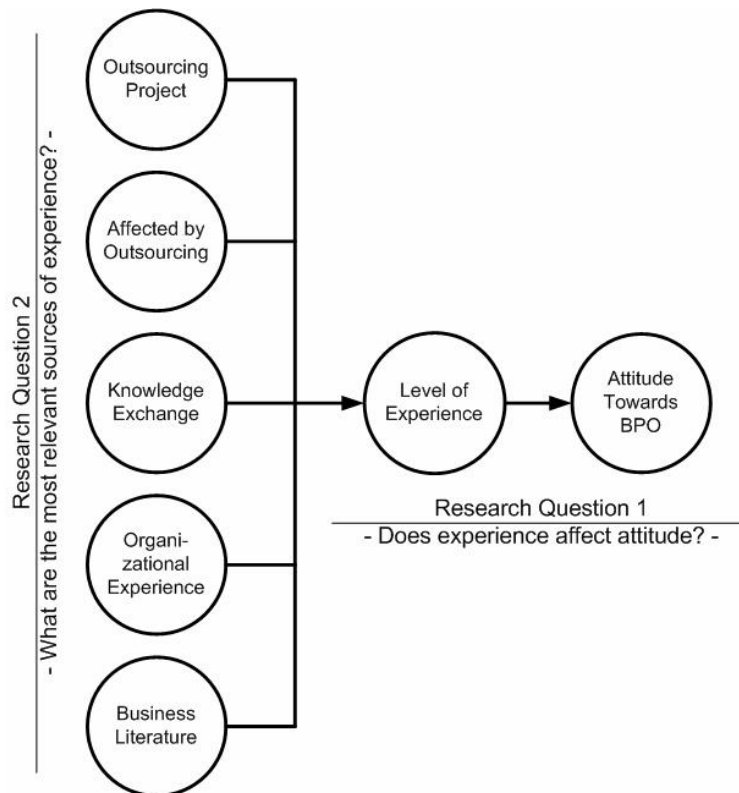 Research Question 2
- What are the most relevant sources of experience? -
Outsourcing
Project
Affected by
Outsourcing
Knowledge
Exchange
Organi-
zational
Experience
Business
Literature
Level of
Experience
Attitude
Towards
BPO
Research Question 1
- Does experience affect attitude? -